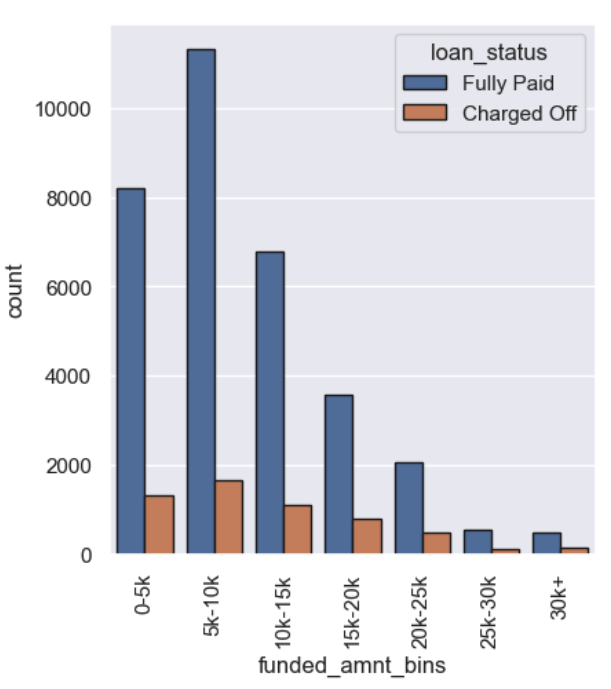 loan_status
Fully Paid
Charged Off
count
10000
8000
6000
4000
2000
0
0-5k
5k-10k
10k-15k
15k-20k
20k-25k
25k-30k
30k+
funded_amnt_bins